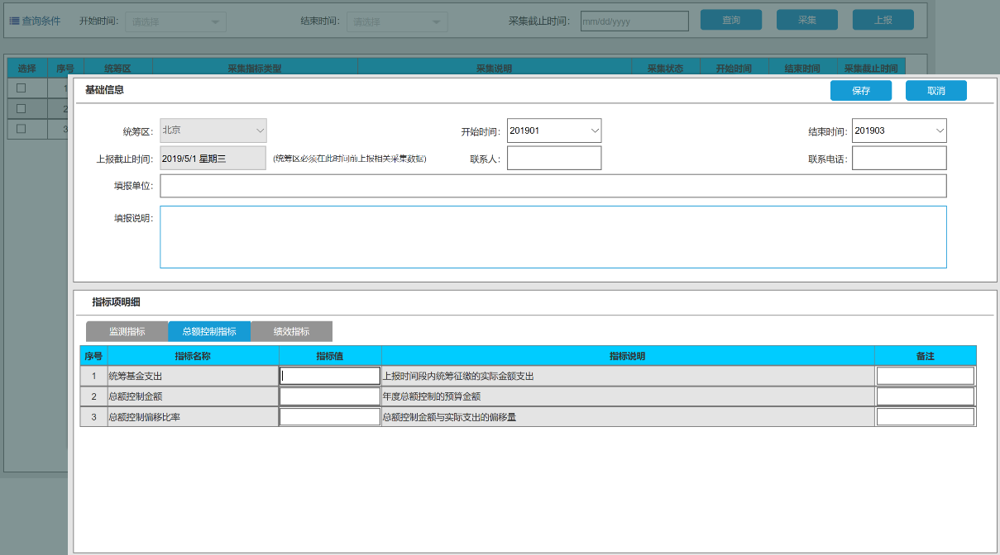 查询条件 开始时间: 请选择 结束时间: 请选择 采集截止时间: mm/dd/yyyy 查询 采集 上报
选择 序号 统筹区 采集指标类型 采集说明 采集状态 开始时间 结束时间 采集截止时间
1
2
3
基础信息 保存 取消
统筹区: 北京 开始时间: 201901 结束时间: 201903
上报截止时间: 2019/5/1 星期三 (统筹区必须在此时间前上报相关采集数据) 联系人: 联系电话:
填报单位:
填报说明:
指标项明细
监测指标 总额控制指标 绩效指标
序号 指标名称 指标值 指标说明 备注
1 统筹基金支出 上报时间段内统筹征缴的实际金额支出
2 总额控制金额 年度总额控制的预算金额
3 总额控制偏移比率 总额控制金额与实际支出的偏移量